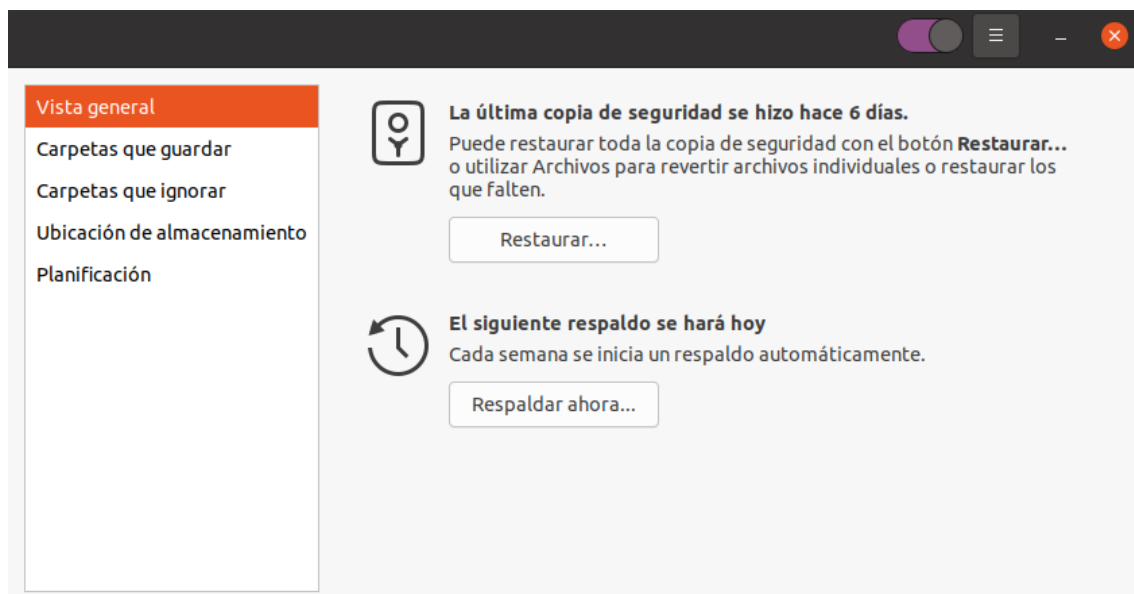 Vista general
Carpetas que guardar
Carpetas que ignorar
Ubicación de almacenamiento
Planificación
La última copia de seguridad se hizo hace 6 días.
Puede restaurar toda la copia de seguridad con el botón Restaurar...
o utilizar Archivos para revertir archivos individuales o restaurar los
que falten.
Restaurar...
El siguiente respaldo se hará hoy
Cada semana se inicia un respaldo automáticamente.
Respaldar ahora...